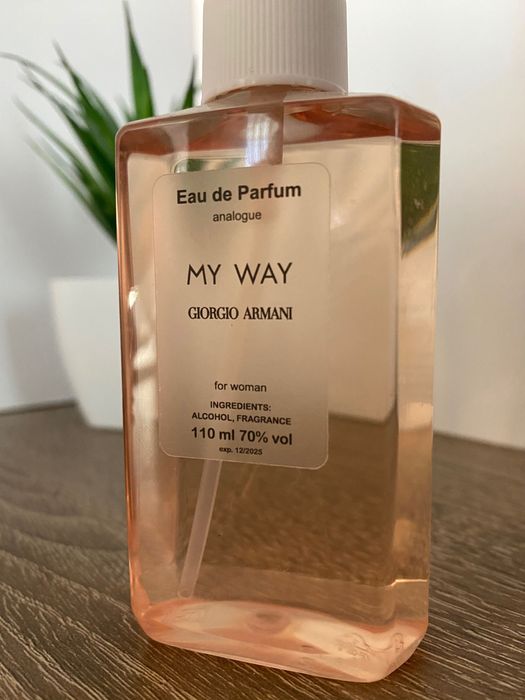 Eau de Parfum
analogue
MY WAY
GIORGIO ARMANI
for woman
INGREDIENTS:
ALCOHOL, FRAGRANCE
110 ml 70% vol
exp. 12/2025